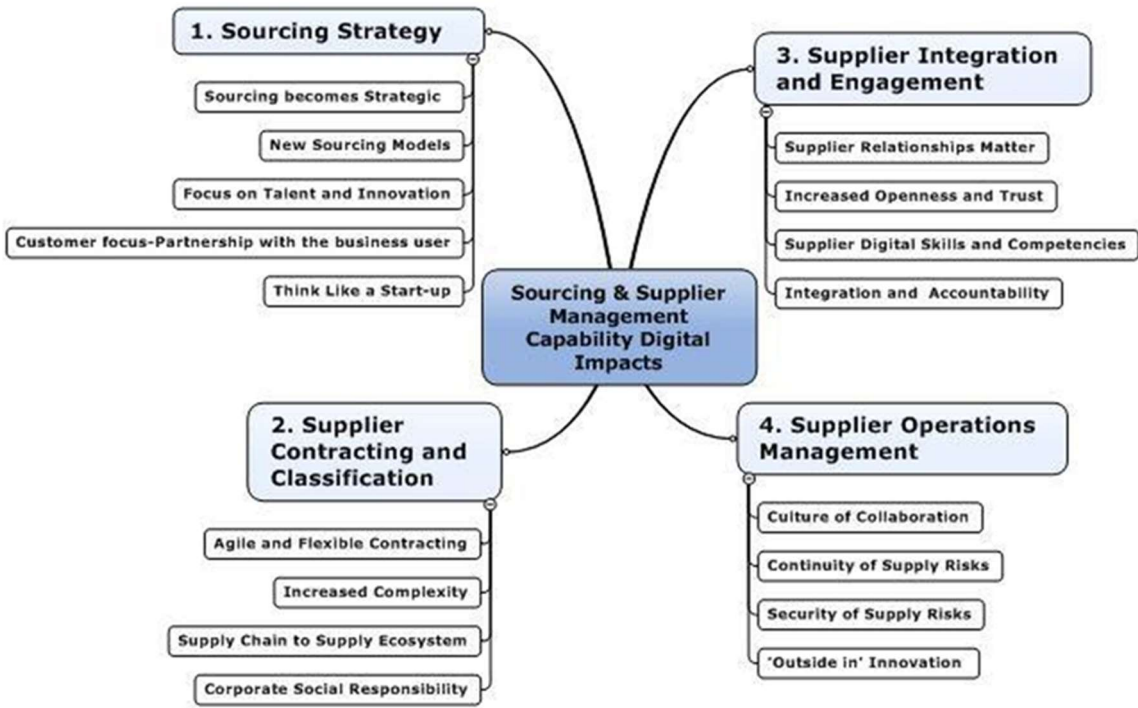 1. Sourcing Strategy
Sourcing becomes Strategic
New Sourcing Models
Focus on Talent and Innovation
Customer focus-Partnership with the business user
Think Like a Start-up
Sourcing & Supplier
Management
Capability Digital
Impacts
2. Supplier
Contracting and
Classification
Agile and Flexible Contracting
Increased Complexity
Supply Chain to Supply Ecosystem
Corporate Social Responsibility
3. Supplier Integration
and Engagement
Supplier Relationships Matter
Increased Openness and Trust
Supplier Digital Skills and Competencies
Integration and Accountability
4. Supplier Operations
Management
Culture of Collaboration
Continuity of Supply Risks
Security of Supply Risks
'Outside in' Innovation